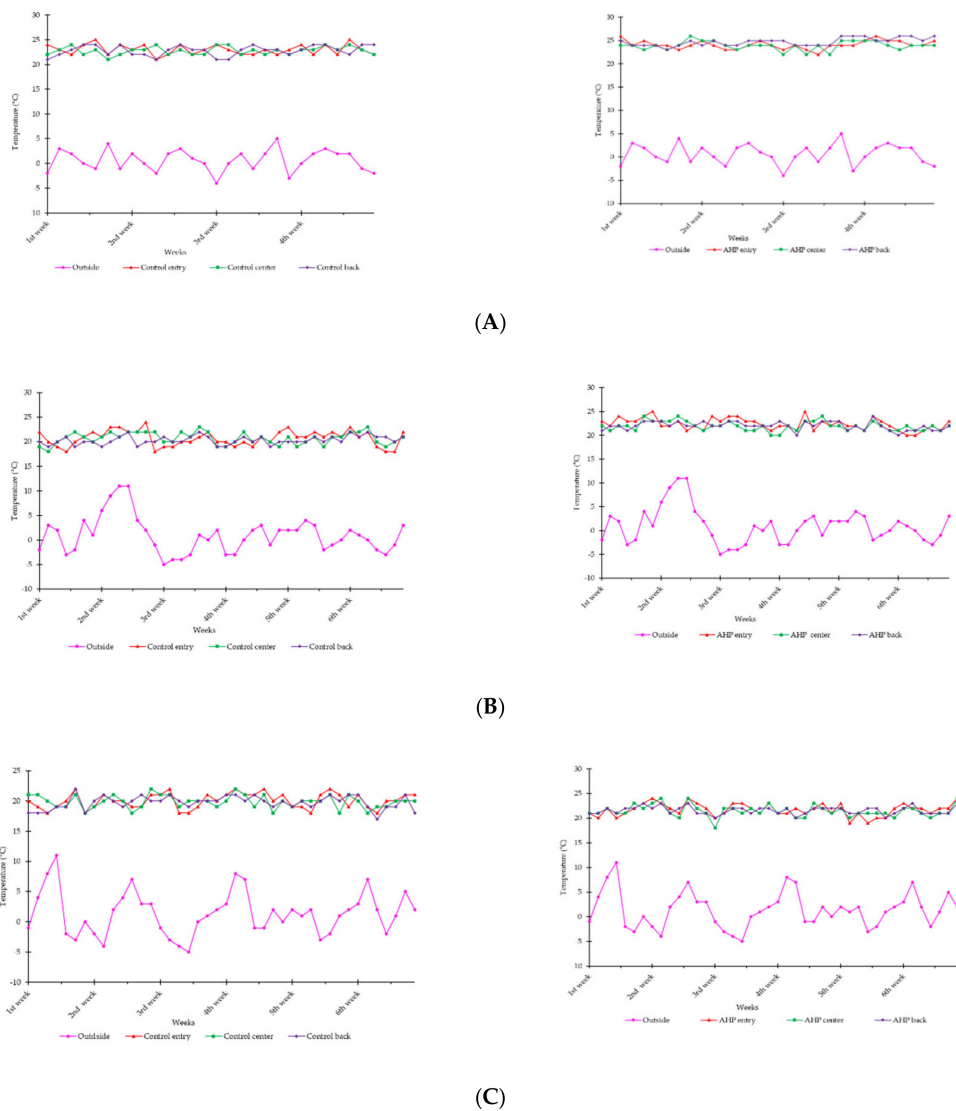 30
25
20
15
10
5
0
-5
10
Temperature (°C)
1st week
2nd week
3rd week
4th week
Weeks
Outside Control entry Control center Control back
30
25
20
15
10
5
0
-5
-10
Temperature (°C)
1st week
2nd week
3rd week
4th week
Weeks
Outside AHP entry AHP center AHP back
(A)
30
25
20
15
10
5
0
-5
-10
Temperature (°C)
1st week
2nd week
3rd week
4th week
5th week
6th week
Weeks
Outside Control entry Control center Control back
30
25
20
15
10
5
0
-5
-10
Temperature (°C)
1st week
2nd week
3rd week
4th week
5th week
6th week
Weeks
Outside AHP entry AHP center AHP back
(B)
25
20
15
10
5
0
-5
-10
Temperature (°C)
1st week
2nd week
3rd week
4th week
5th week
6th week
Weeks
Outdside Control entry Control center Control back
30
25
20
15
10
5
0
-5
10
Temperature (°C)
1st week
2nd week
3rd week
4th week
5th week
6th week
Weeks
Outside AHP entry AHP center AHP back
(C)